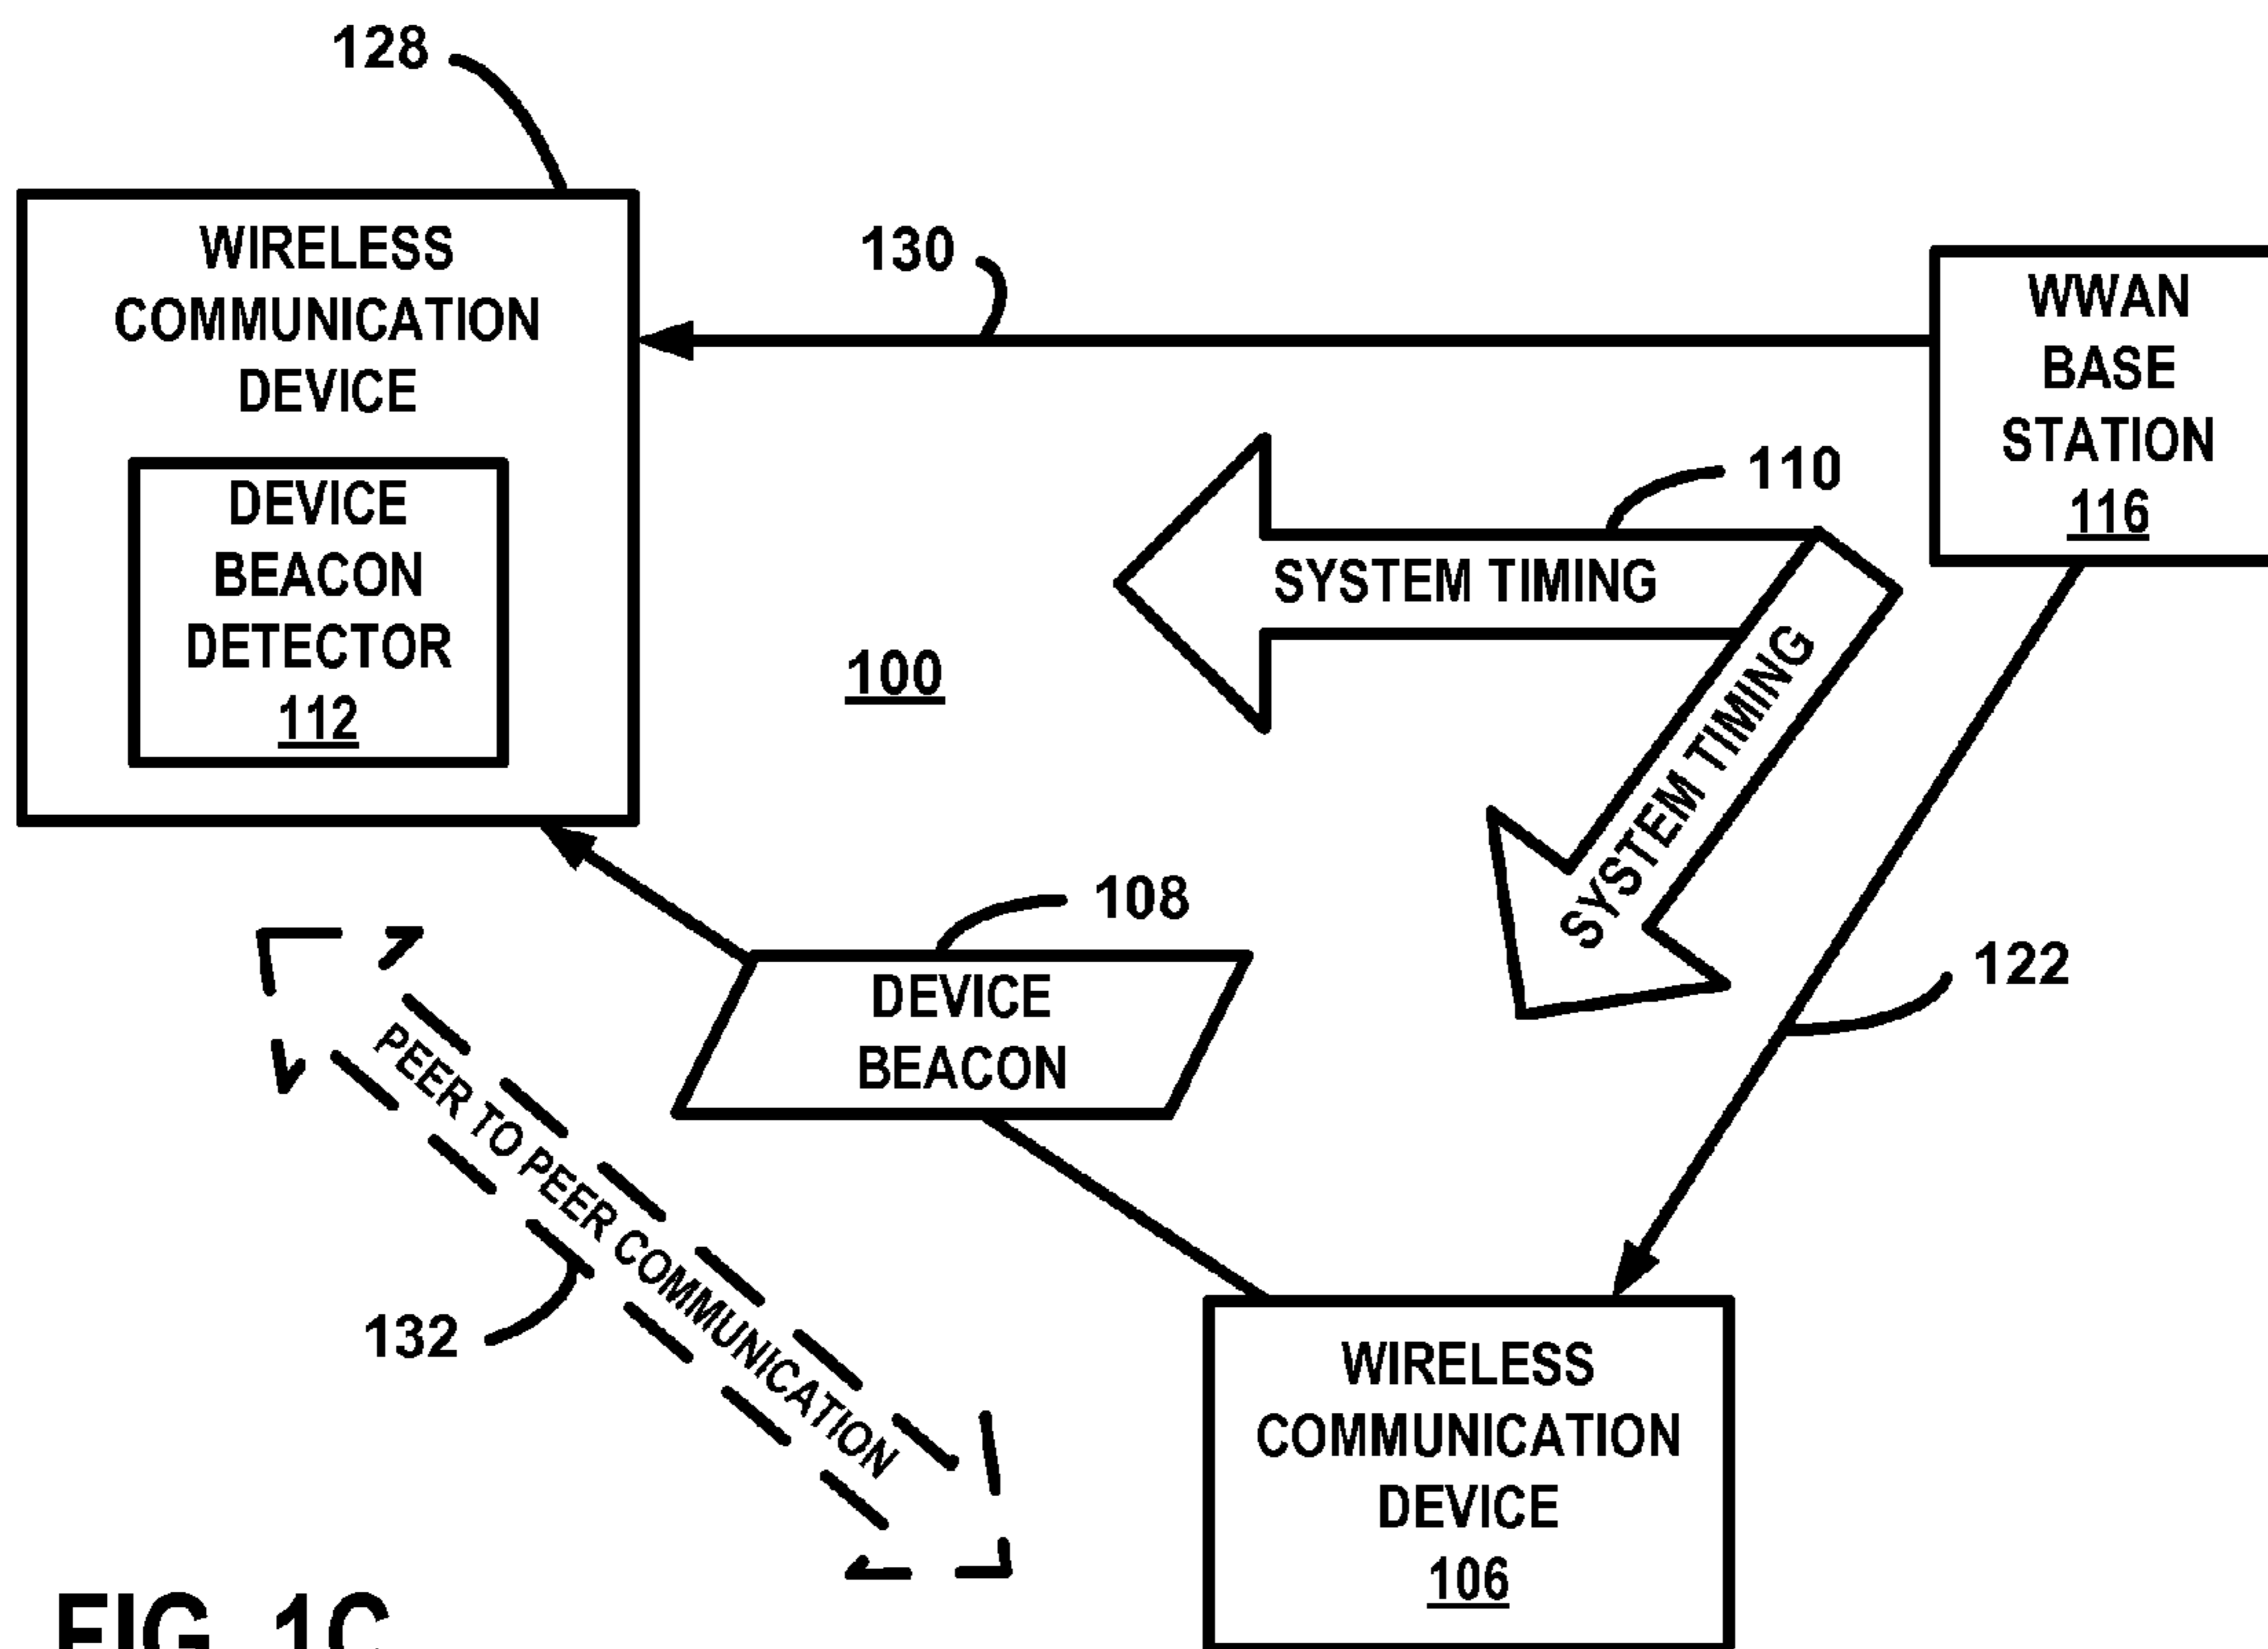 128
WIRELESS
COMMUNICATION
DEVICE
DEVICE
BEACON
DETECTOR
112
130
WWAN
BASE
STATION
116
110
SYSTEM TIMING
SYSTEM TIMING
100
108
DEVICE
BEACON
122
PEER TO PEER COMMUNICATION
132
WIRELESS
COMMUNICATION
DEVICE
106
FIG. 1C